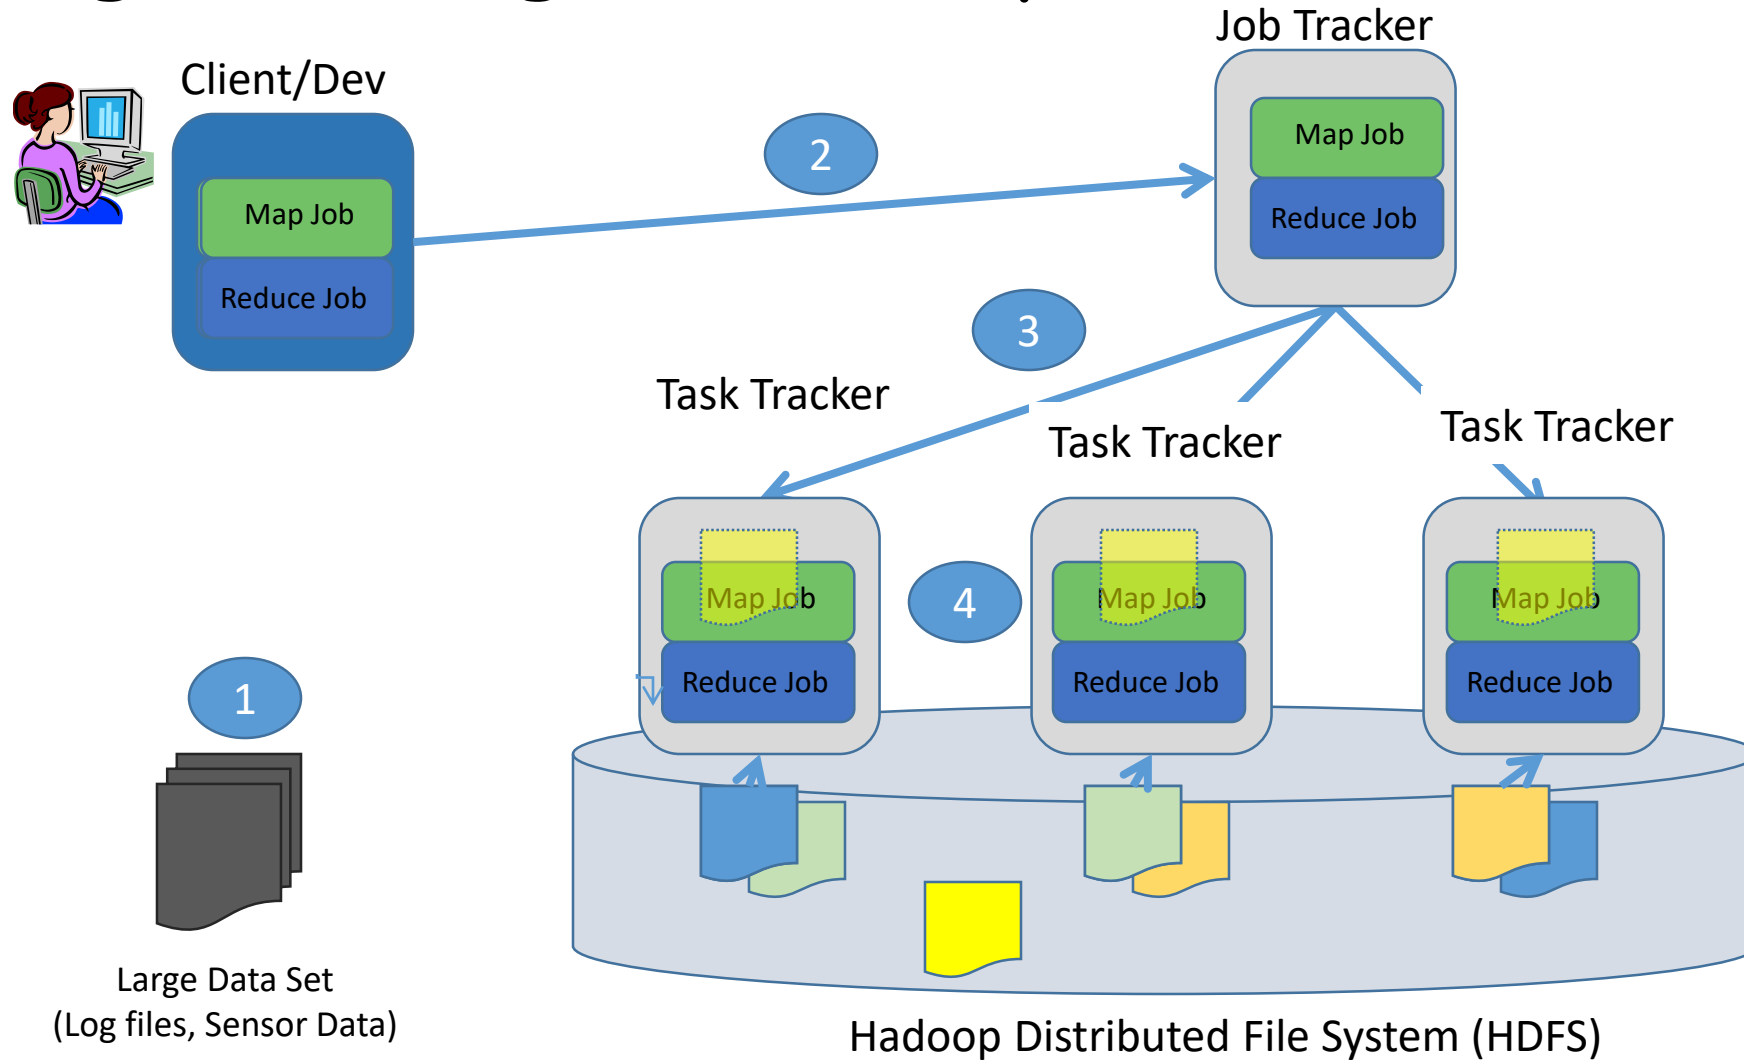 Job Tracker
Client/Dev
Map Job
Reduce Job
2
Map Job
Reduce Job
3
Task Tracker
Task Tracker
Task Tracker
Map Job
Reduce Job
4
Map Job
Reduce Job
Map Job
Reduce Job
1
Large Data Set
(Log files, Sensor Data)
Hadoop Distributed File System (HDFS)